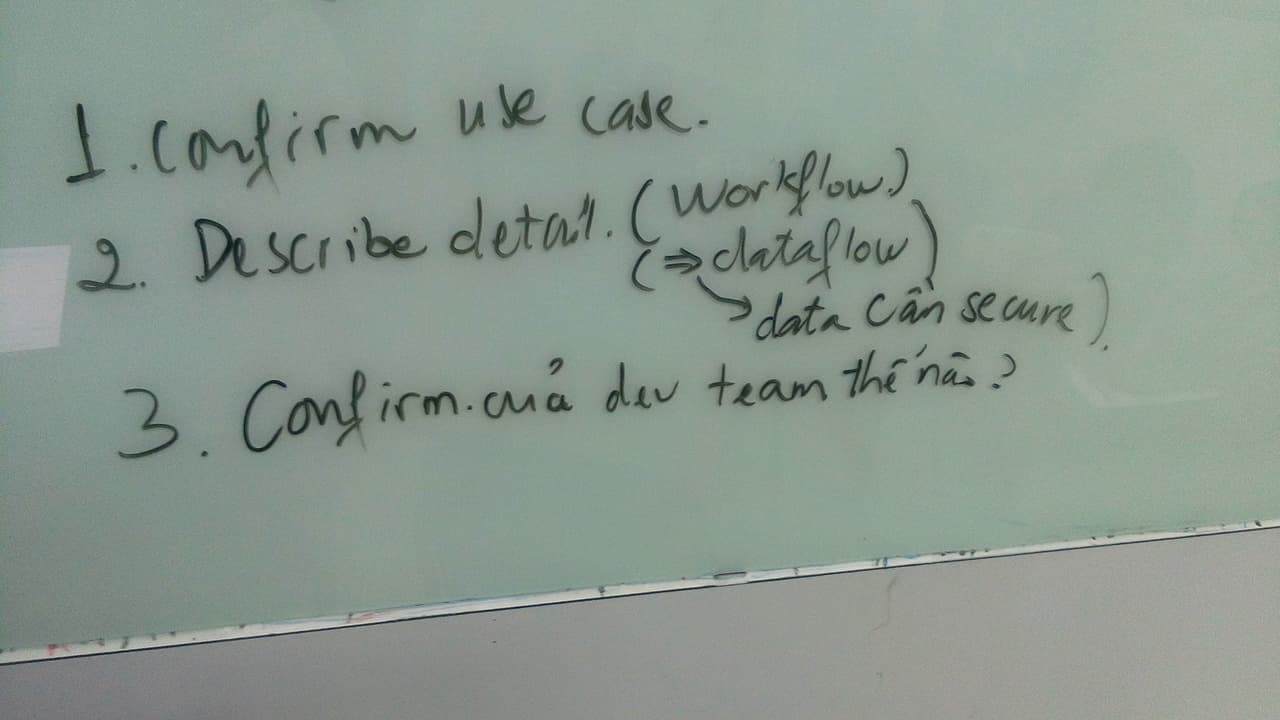 1. Confirm use case.
2. Describe detail. (Workflow.)
(⇒ dataflow)
↳ data cần secure).
3. Confirm. của dev team thế nào?